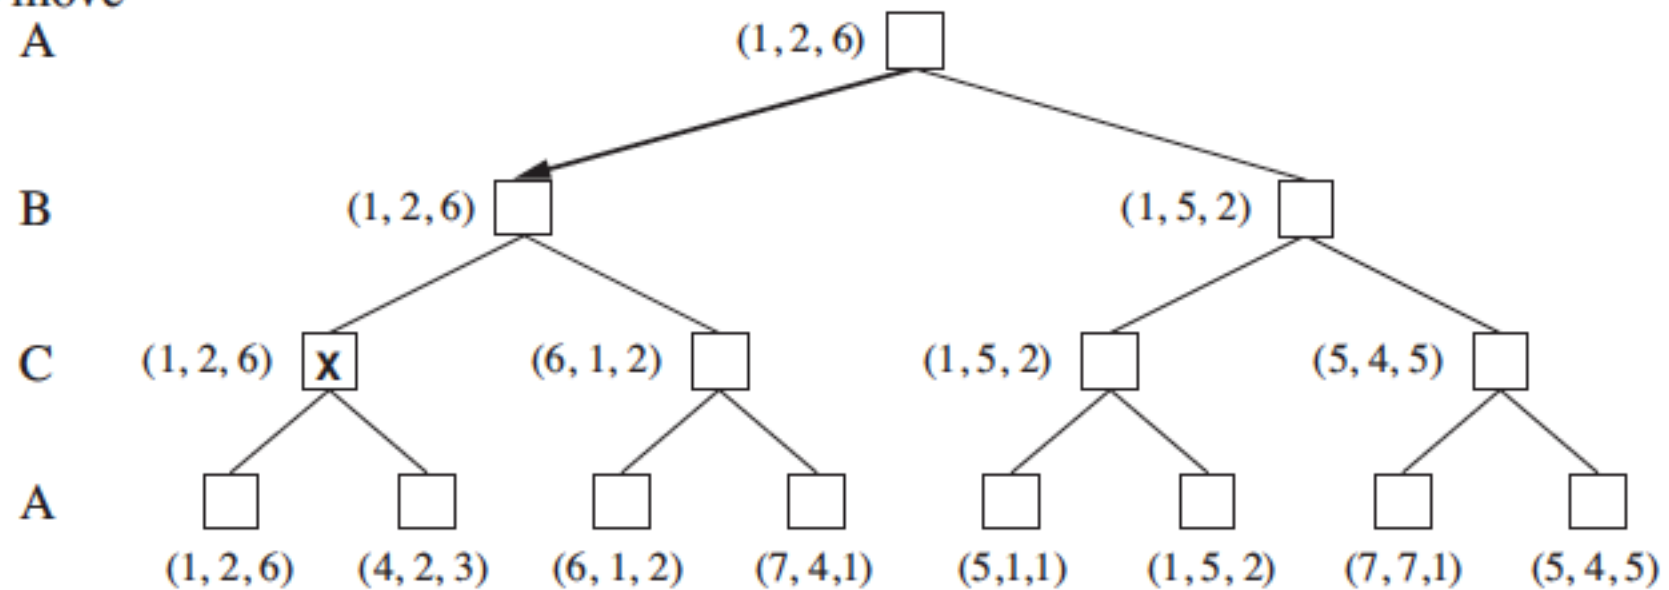 move
A (1, 2, 6)
B (1, 2, 6) (1, 5, 2)
C (1, 2, 6) X (6, 1, 2) (1, 5, 2) (5, 4, 5)
A
(1, 2, 6) (4, 2, 3) (6, 1, 2) (7, 4,1) (5,1,1) (1, 5, 2) (7, 7,1) (5, 4, 5)